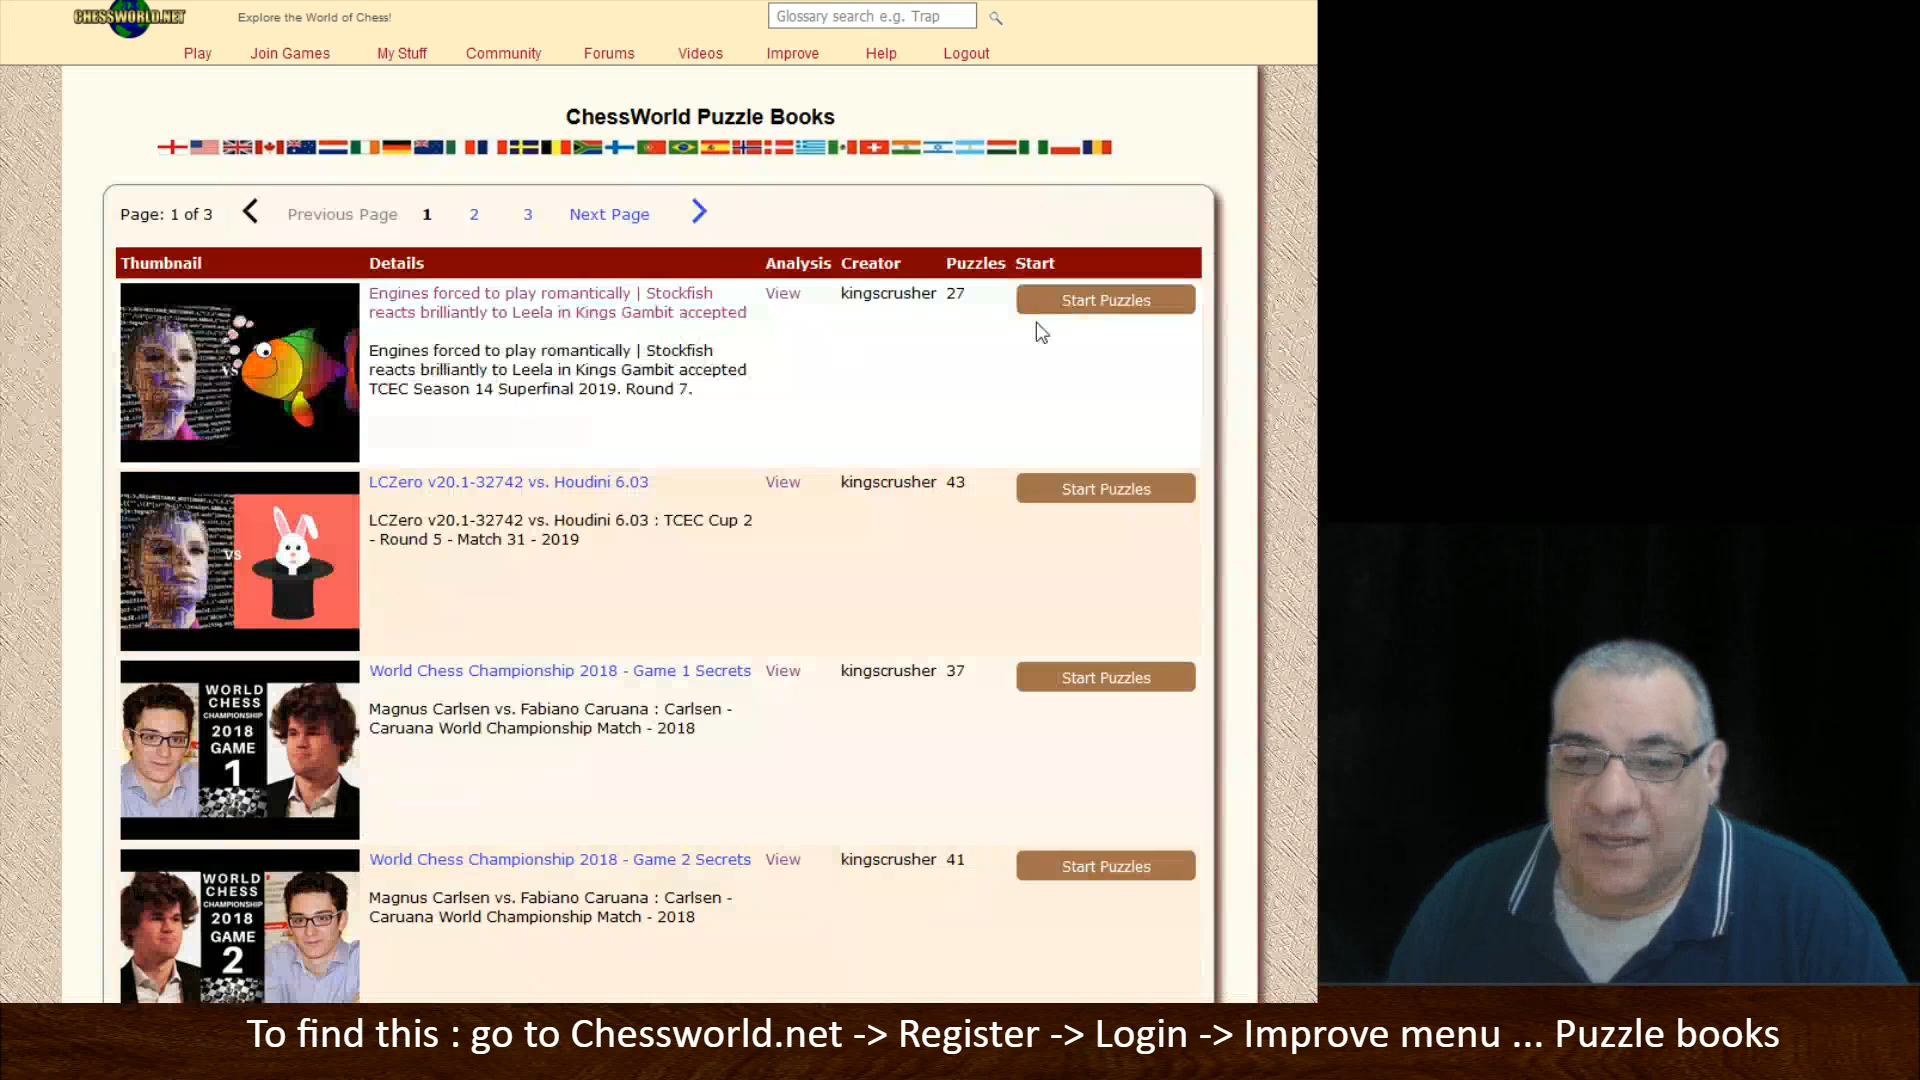 CHESSWORLD.NET
Explore the World of Chess!
Glossary search e.g. Trap
Play Join Games My Stuff Community Forums Videos Improve Help Logout
ChessWorld Puzzle Books
Page: 1 of 3 Previous Page 1 2 3 Next Page
Thumbnail Details Analysis Creator Puzzles Start
Engines forced to play romantically | Stockfish View kingscrusher 27 Start Puzzles
reacts brilliantly to Leela in Kings Gambit accepted
Engines forced to play romantically | Stockfish
reacts brilliantly to Leela in Kings Gambit accepted
TCEC Season 14 Superfinal 2019. Round 7.
VS
LCZero v20.1-32742 vs. Houdini 6.03 View kingscrusher 43 Start Puzzles
LCZero v20.1-32742 vs. Houdini 6.03 : TCEC Cup 2
- Round 5 - Match 31 - 2019
VS
World Chess Championship 2018 - Game 1 Secrets View kingscrusher 37 Start Puzzles
Magnus Carlsen vs. Fabiano Caruana : Carlsen -
Caruana World Championship Match - 2018
WORLD
CHESS
CHAMPIONSHIP
2018
GAME
1
World Chess Championship 2018 - Game 2 Secrets View kingscrusher 41 Start Puzzles
Magnus Carlsen vs. Fabiano Caruana : Carlsen -
Caruana World Championship Match - 2018
WORLD
CHESS
CHAMPIONSHIP
2018
GAME
2
To find this : go to Chessworld.net -> Register -> Login -> Improve menu ... Puzzle books